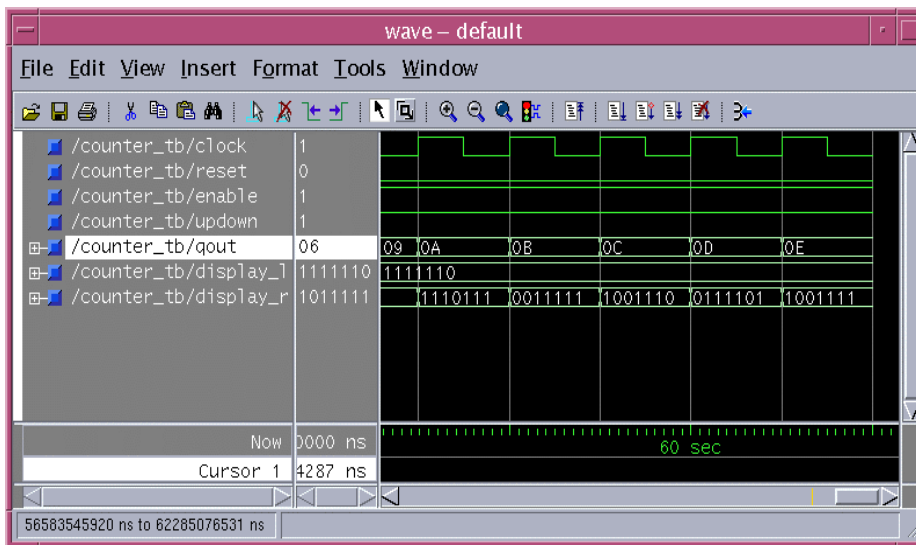 wave – default
File Edit View Insert Format Tools Window
/counter_tb/clock 1
/counter_tb/reset 0
/counter_tb/enable 1
/counter_tb/updown 1
/counter_tb/qout 06 09 0A 0B 0C 0D 0E
/counter_tb/display_l 1111110 1111110
/counter_tb/display_r 1011111 1110111 0011111 1001110 0111101 1001111
Now 0000 ns 60 sec
Cursor 1 4287 ns
56583545920 ns to 62285076531 ns